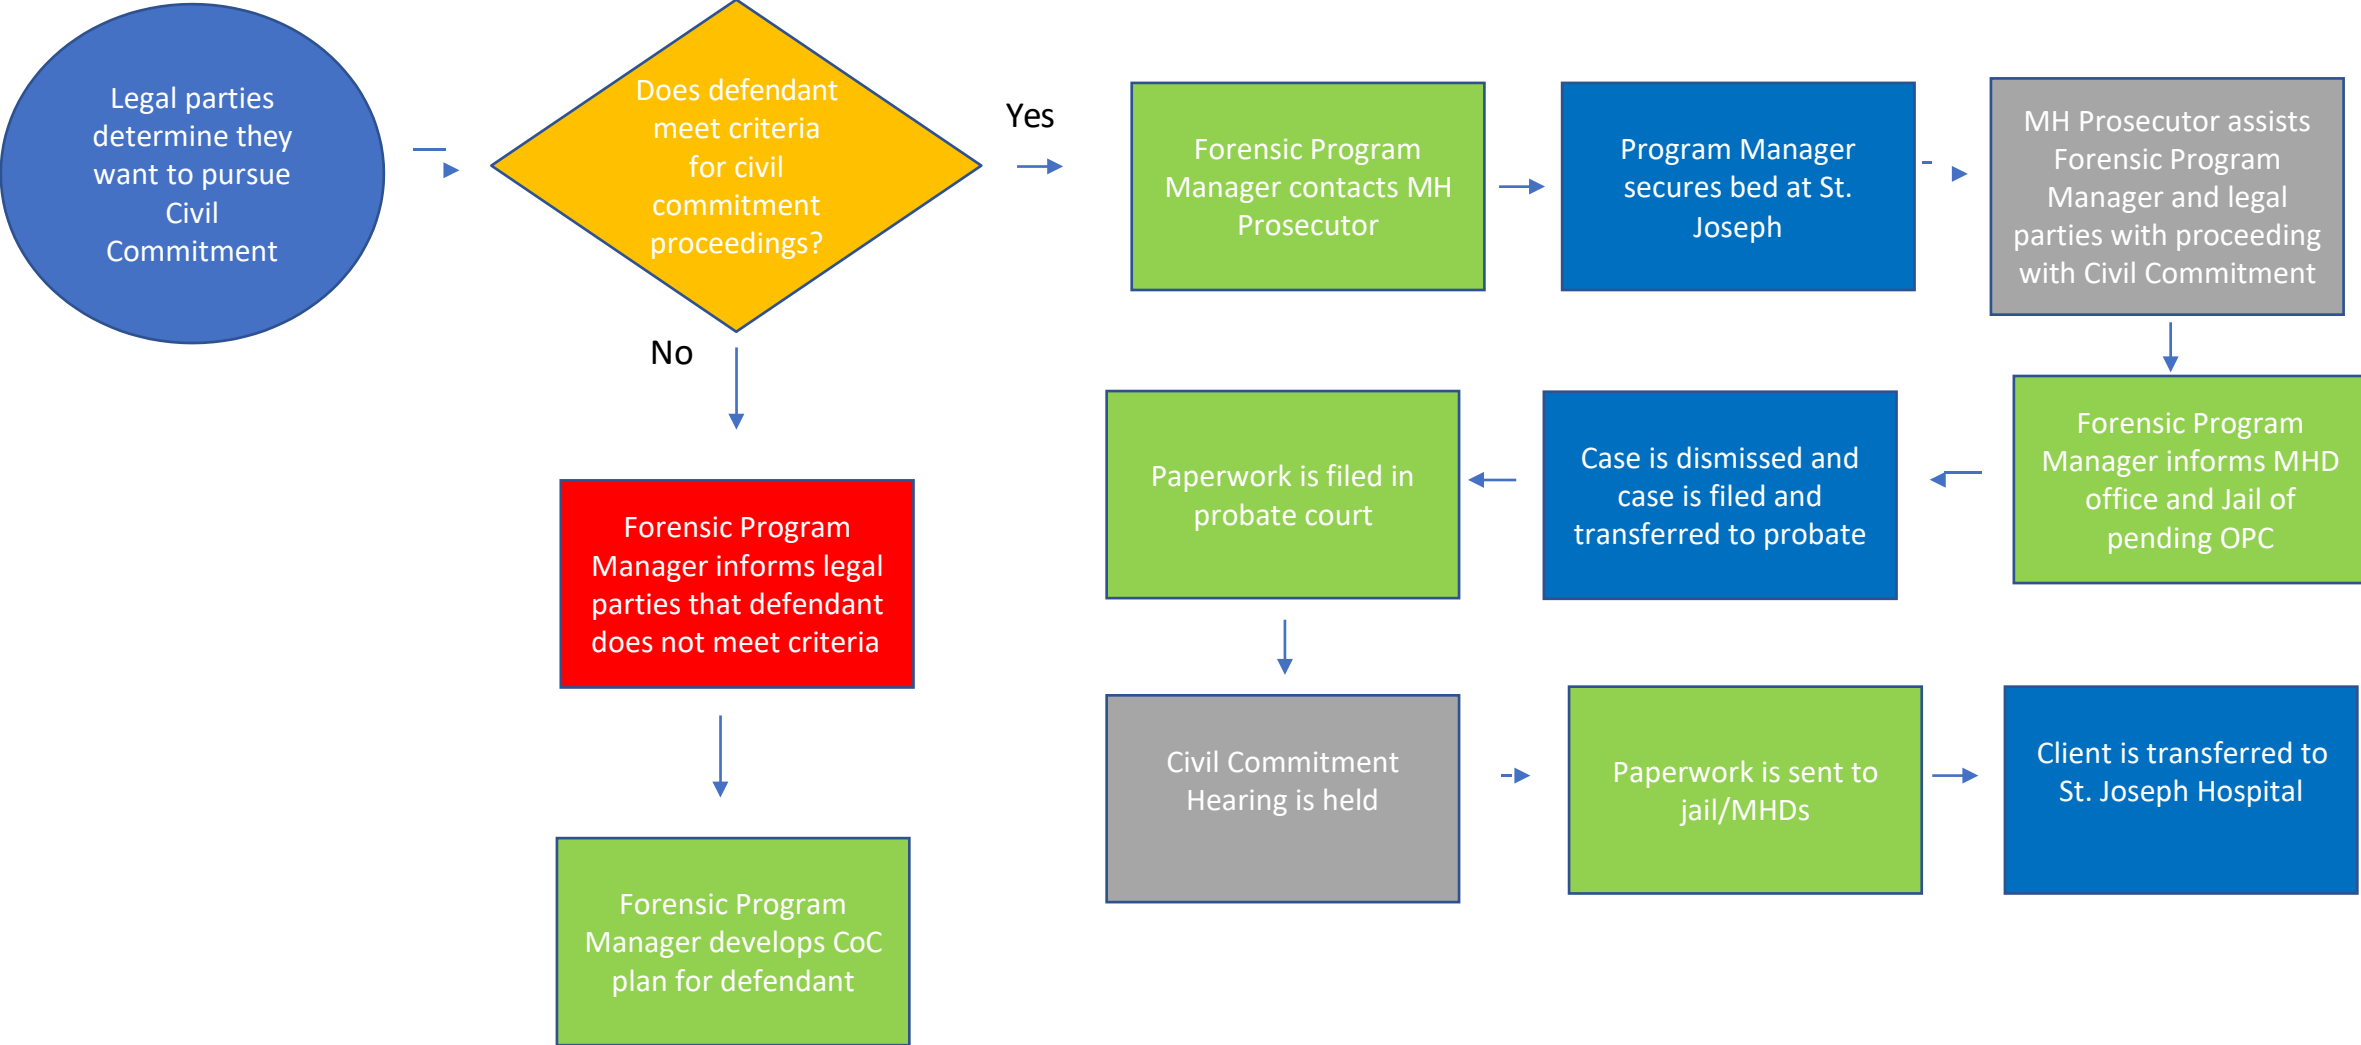 Legal parties
determine they
want to pursue
Civil
Commitment
Does defendant
meet criteria
for civil
commitment
proceedings?
Yes
Forensic Program
Manager contacts MH
Prosecutor
Program Manager
secures bed at St.
Joseph
MH Prosecutor assists
Forensic Program
Manager and legal
parties with proceeding
with Civil Commitment
No
Forensic Program
Manager informs MHD
office and Jail of
pending OPC
Case is dismissed and
case is filed and
transferred to probate
Paperwork is filed in
probate court
Forensic Program
Manager informs legal
parties that defendant
does not meet criteria
Civil Commitment
Hearing is held
Paperwork is sent to
jail/MHDs
Client is transferred to
St. Joseph Hospital
Forensic Program
Manager develops CoC
plan for defendant